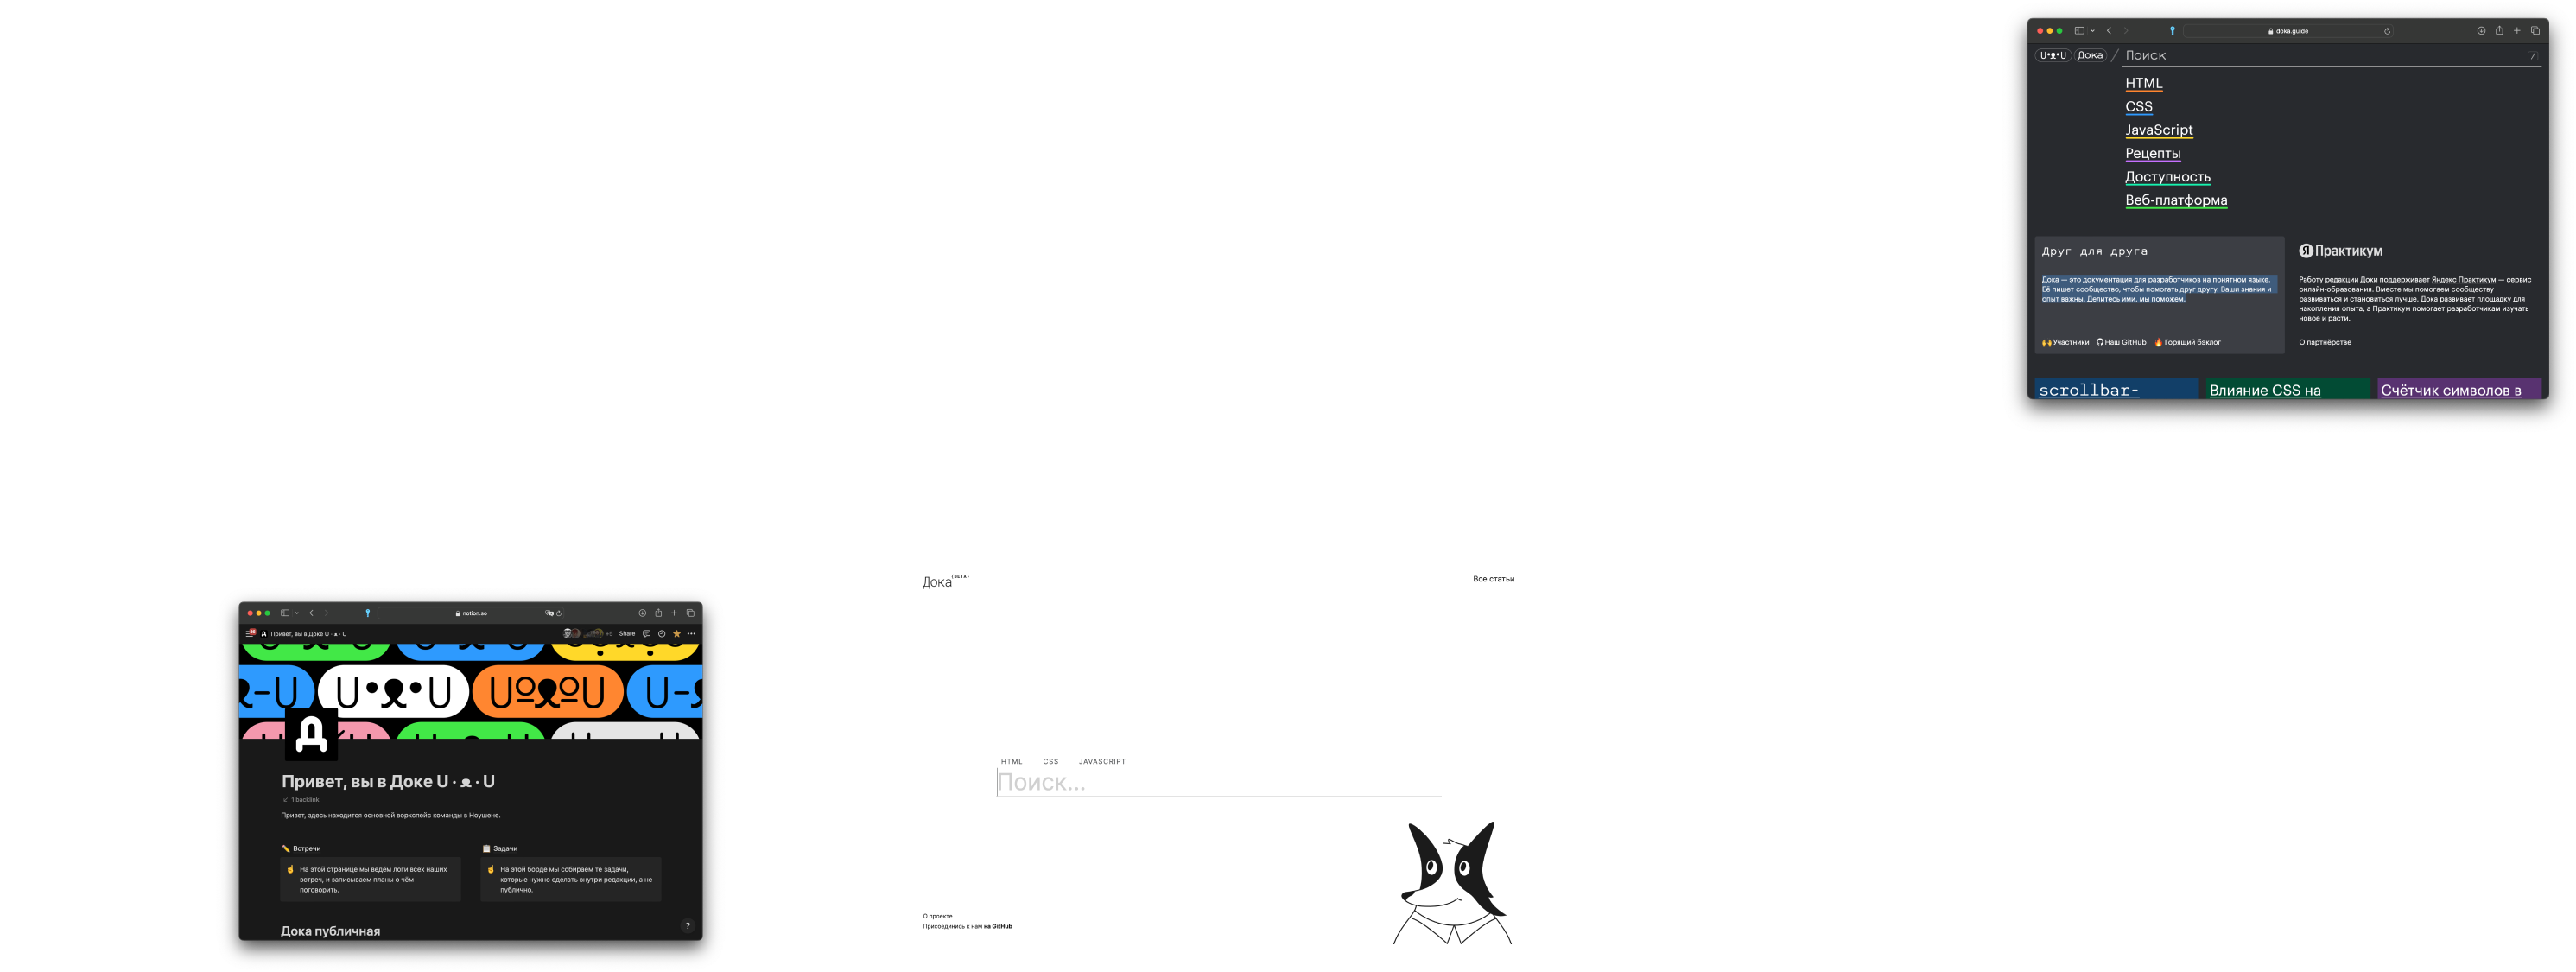 doka.guide
U•ᴥ•U Дока / Поиск /
HTML
CSS
JavaScript
Рецепты
Доступность
Веб-платформа
Друг для друга
Дока — это документация для разработчиков на понятном языке.
Её пишет сообщество, чтобы помогать друг другу. Ваши знания и
опыт важны. Делитесь ими, мы поможем.
🙌 Участники Наш GitHub 🔥 Горящий бэклог
Я Практикум
Работу редакции Доки поддерживает Яндекс Практикум — сервис
онлайн-образования. Вместе мы помогаем сообществу
развиваться и становиться лучше. Дока развивает площадку для
накопления опыта, а Практикум помогает разработчикам изучать
новое и расти.
О партнёрстве
scrollbar-
Влияние CSS на
Счётчик символов в
notion.so
Привет, вы в Доке U · ᴥ · U
+5 Share
-U U•ᴥ•U UoᴥoU U-
Д
Привет, вы в Доке U · ᴥ · U
1 backlink
Привет, здесь находится основной воркспейс команды в Ноушене.
✏️ Встречи
☝️ На этой странице мы ведём логи всех наших
встреч, и записываем планы о чём
поговорить.
📋 Задачи
☝️ На этой борде мы собираем те задачи,
которые нужно сделать внутри редакции, а не
публично.
Дока публичная
?
Дока (BETA)
Все статьи
HTML CSS JAVASCRIPT
Поиск...
О проекте
Присоединись к нам на GitHub